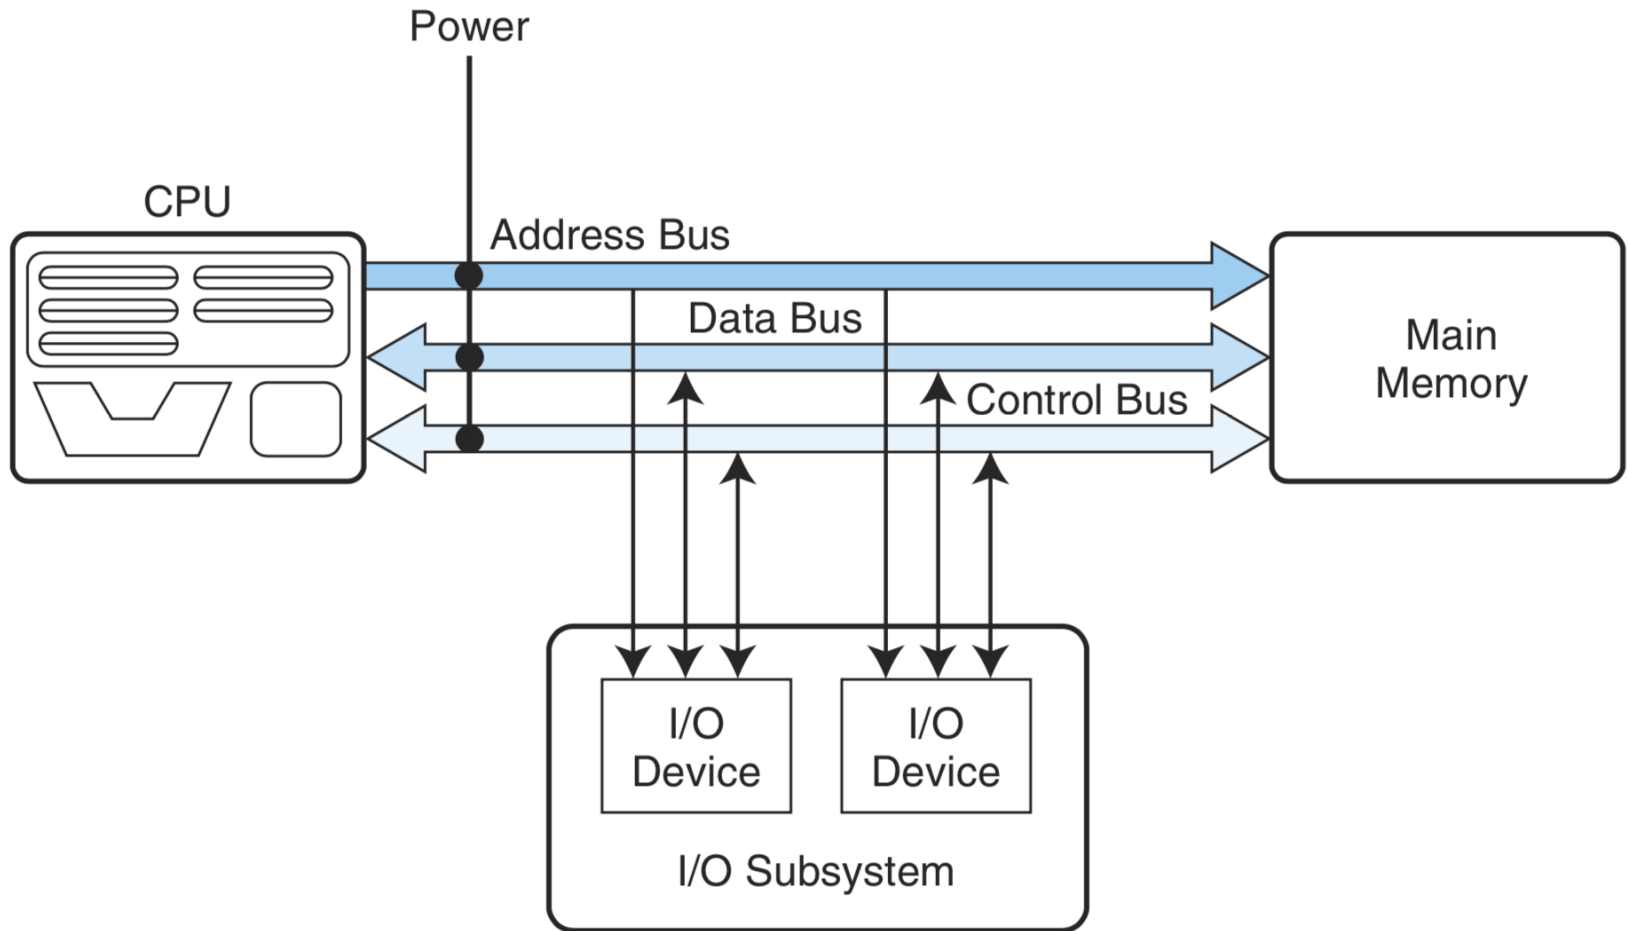 Power
CPU
Address Bus
Data Bus
Control Bus
Main
Memory
I/O
Device
I/O
Device
I/O Subsystem